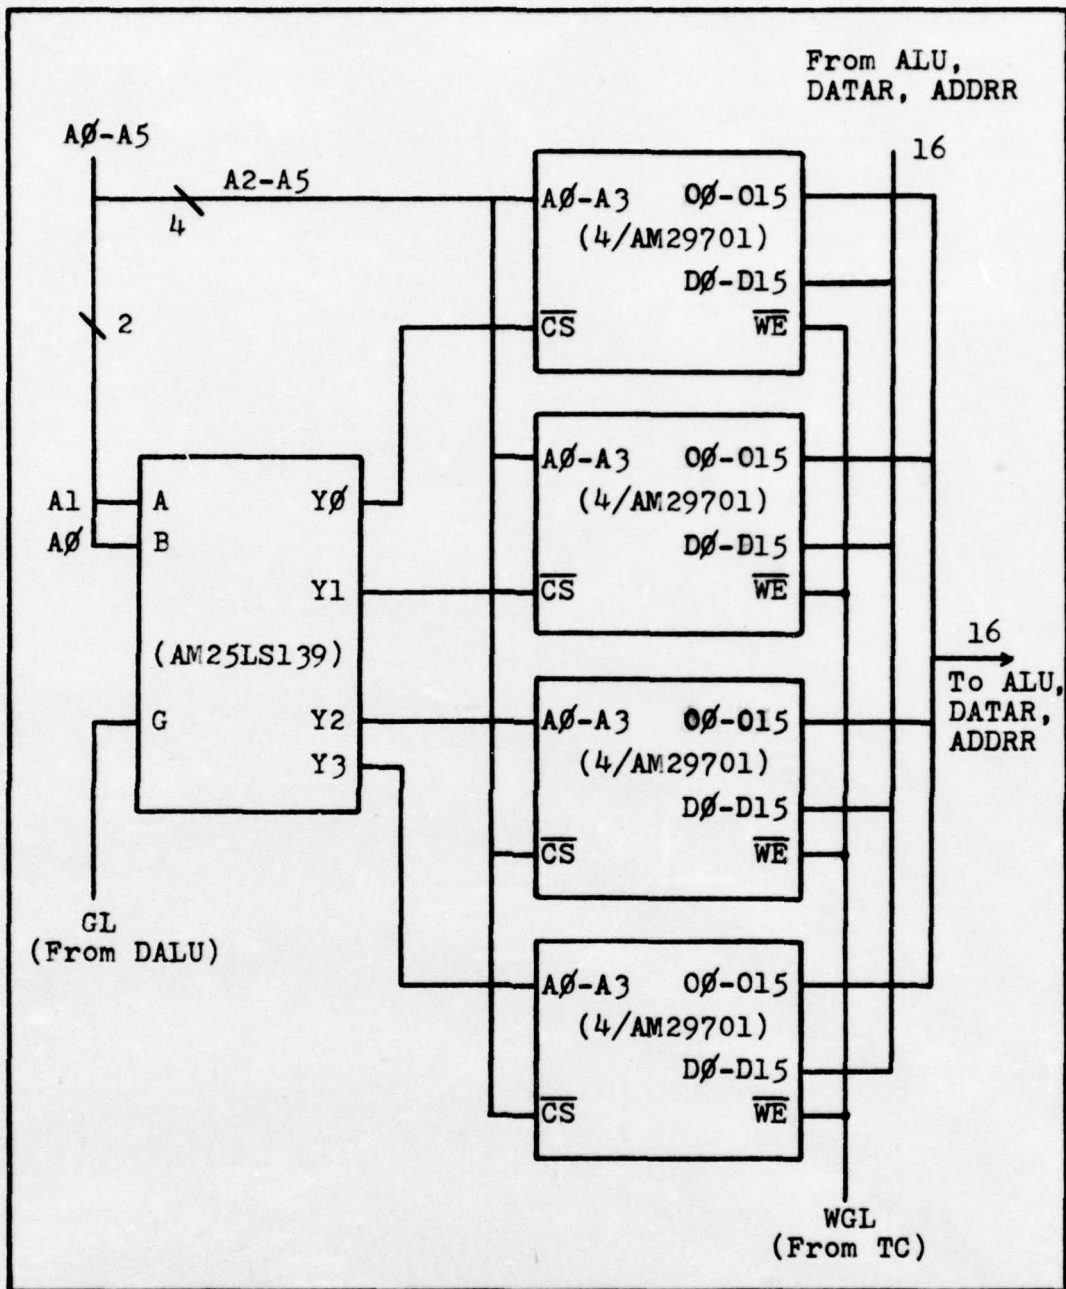 From ALU,
DATAR, ADDRR
16
AØ-A5
A2-A5
4
2
AØ-A3 OØ-O15
(4/AM29701)
DØ-D15
CS WE
AØ-A3 OØ-O15
(4/AM29701)
DØ-D15
CS WE
A1 A YØ
AØ B
Y1
(AM25LS139)
G Y2
Y3
16
To ALU,
DATAR,
ADDRR
AØ-A3 OØ-O15
(4/AM29701)
DØ-D15
CS WE
GL
(From DALU)
AØ-A3 OØ-O15
(4/AM29701)
DØ-D15
CS WE
WGL
(From TC)